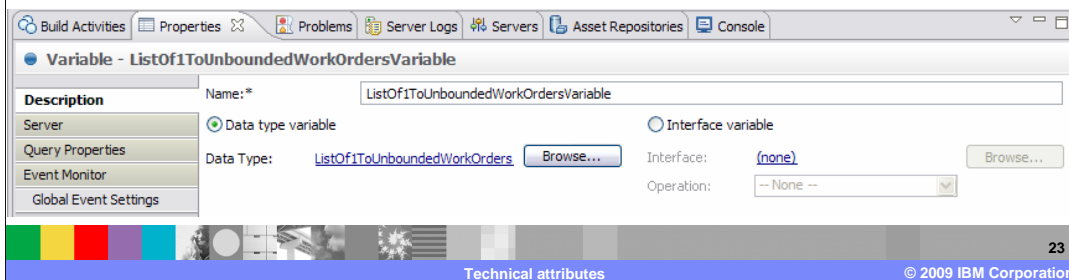 Build Activities Properties Problems Server Logs Servers Asset Repositories Console
Variable - ListOf1ToUnboundedWorkOrdersVariable
Description
Name:* ListOf1ToUnboundedWorkOrdersVariable
Server
Data type variable Interface variable
Query Properties
Data Type: ListOf1ToUnboundedWorkOrders Browse... Interface: (none) Browse...
Event Monitor
Operation: -- None --
Global Event Settings
23
Technical attributes © 2009 IBM Corporation